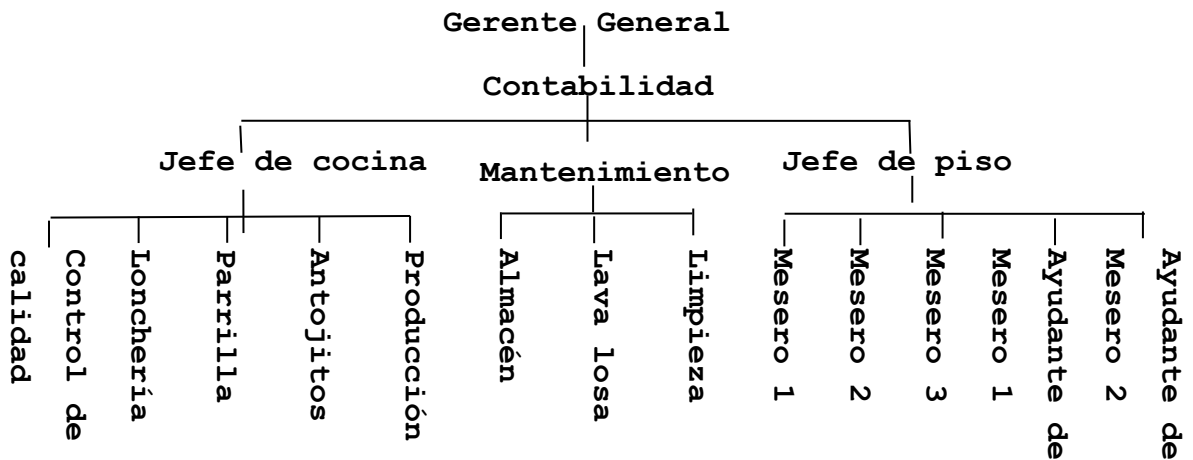 Gerente General
Contabilidad
Jefe de cocina
Mantenimiento
Jefe de piso
Control de
calidad
Lonchería
Parrilla
Antojitos
Producción
Almacén
Lava losa
Limpieza
Mesero 1
Mesero 2
Mesero 3
Ayudante de
Mesero 1
Ayudante de
Mesero 2